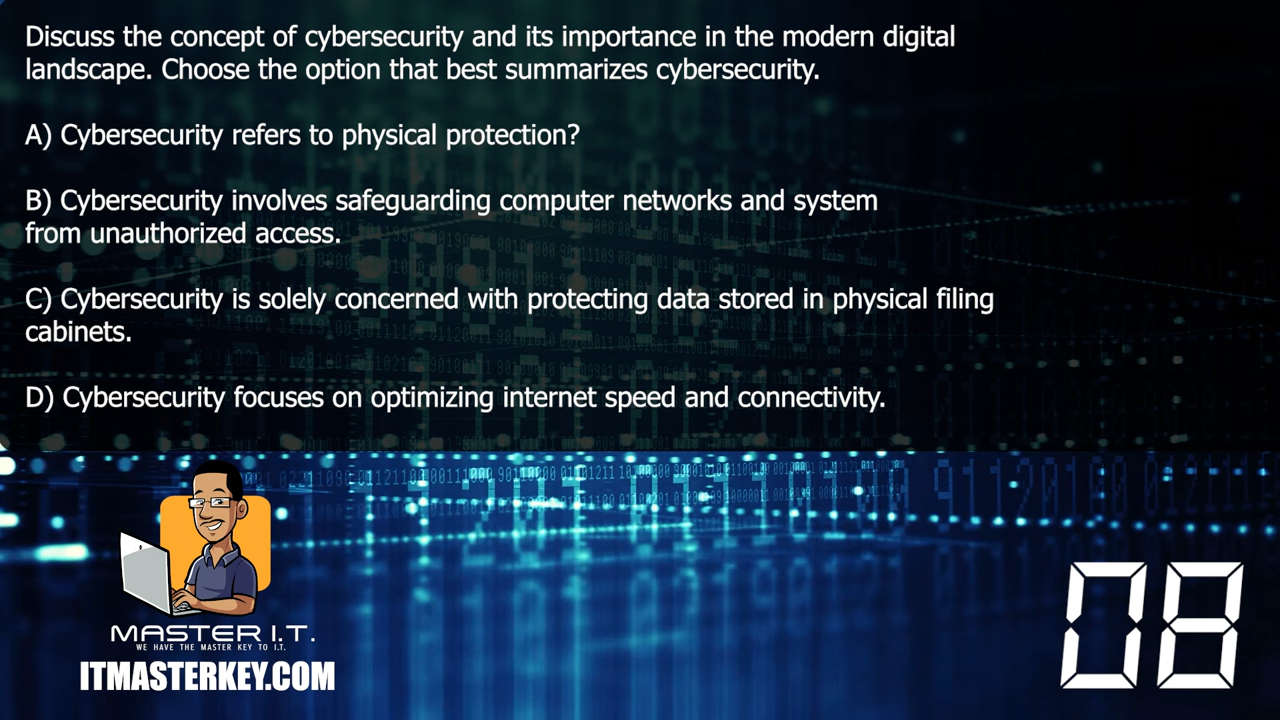 Discuss the concept of cybersecurity and its importance in the modern digital
landscape. Choose the option that best summarizes cybersecurity.
A) Cybersecurity refers to physical protection?
B) Cybersecurity involves safeguarding computer networks and system
from unauthorized access.
C) Cybersecurity is solely concerned with protecting data stored in physical filing
cabinets.
D) Cybersecurity focuses on optimizing internet speed and connectivity.
MASTER I.T.
WE HAVE THE MASTER KEY TO I.T.
ITMASTERKEY.COM
08